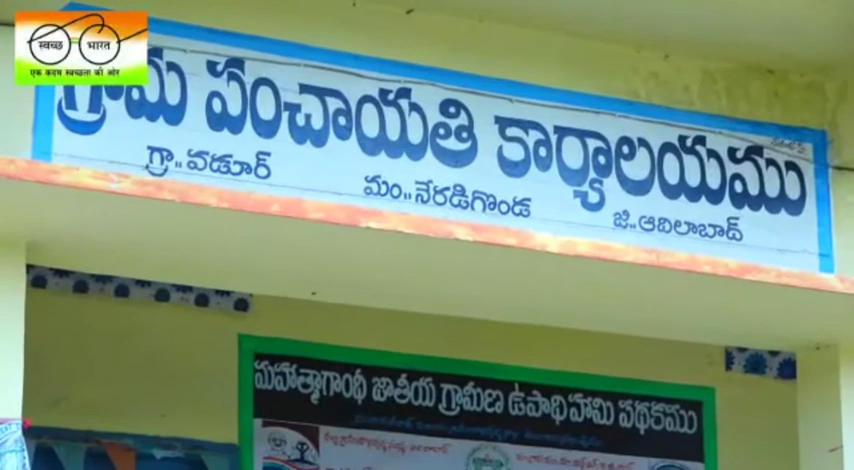 स्वच्छ भारत
एक कदम स्वच्छता की ओर
గ్రామ పంచాయతి కార్యాలయము
గ్రా.. వడూర్
మం.. నేరడిగొండ
జి.. ఆదిలాబాద్
మహాత్మాగాంధీ జాతీయ గ్రామీణ ఉపాధి హామి పథకము